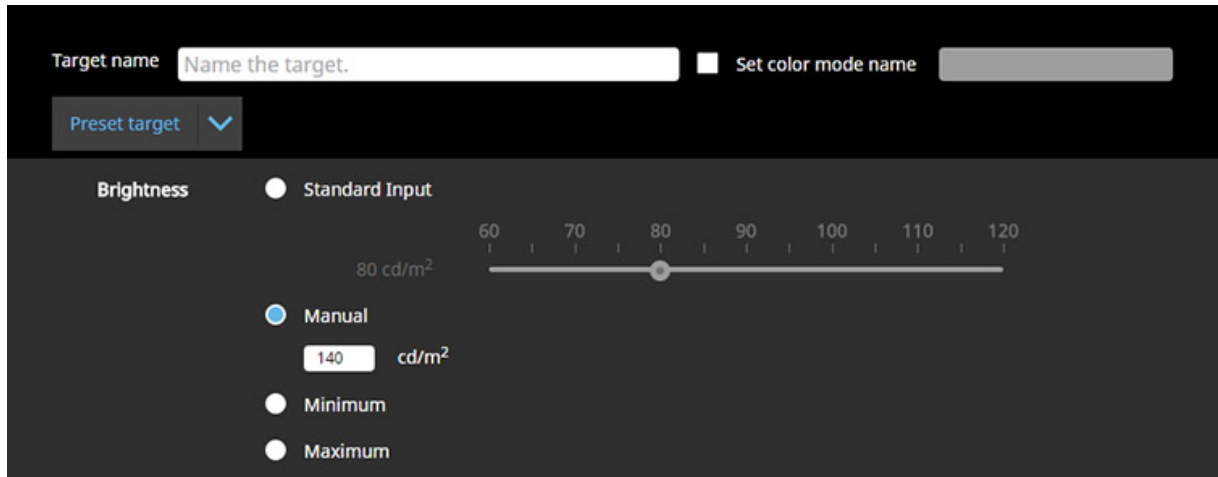 Target name Name the target. Set color mode name
Preset target
Brightness Standard Input
60 70 80 90 100 110 120
80 cd/m²
Manual
140 cd/m²
Minimum
Maximum